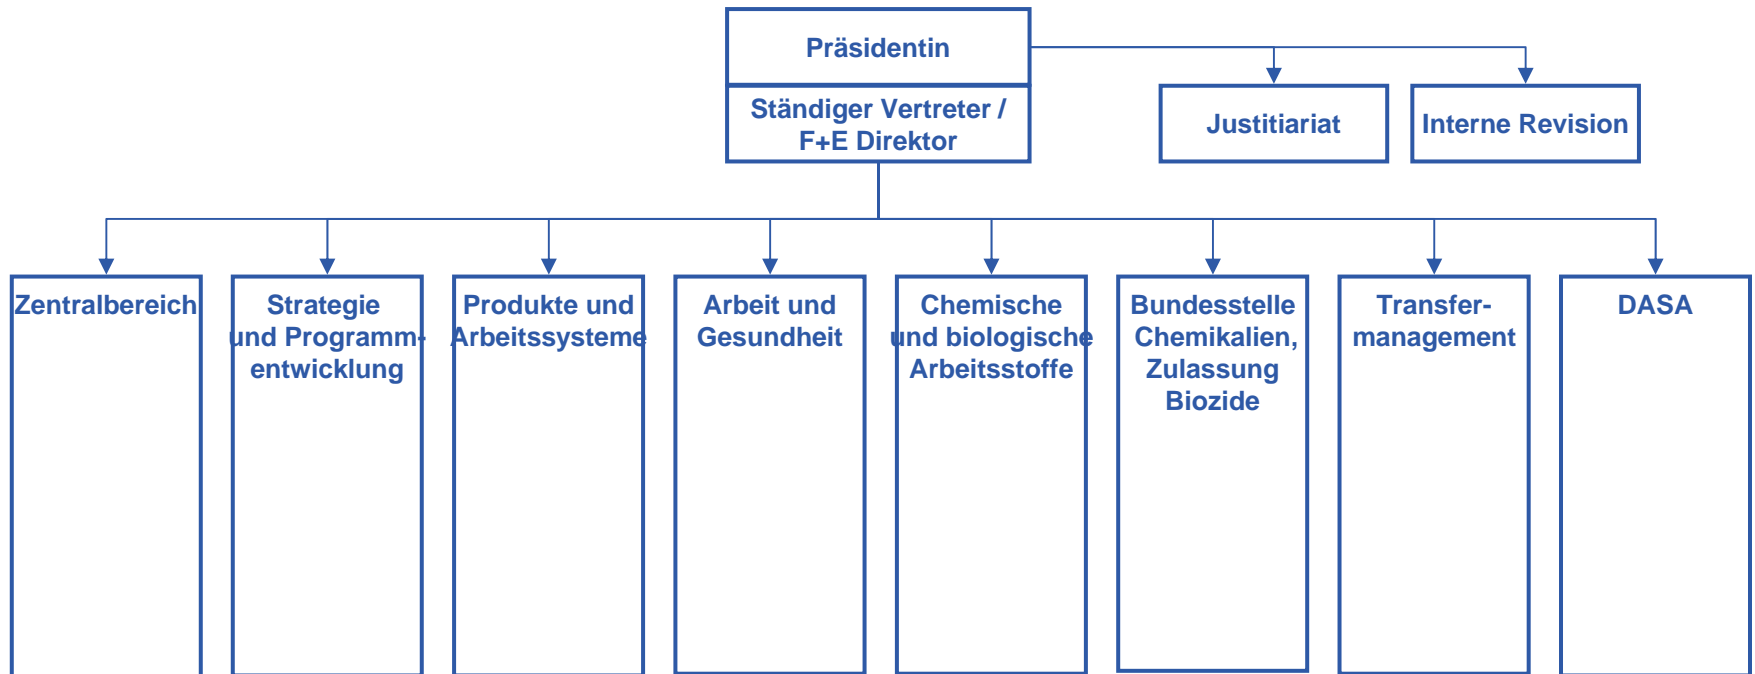 Präsidentin
Ständiger Vertreter /
F+E Direktor
Justitiariat
Interne Revision
Zentralbereich
Strategie
und Programm-
entwicklung
Produkte und
Arbeitssysteme
Arbeit und
Gesundheit
Chemische
und biologische
Arbeitsstoffe
Bundesstelle
Chemikalien,
Zulassung
Biozide
Transfer-
management
DASA